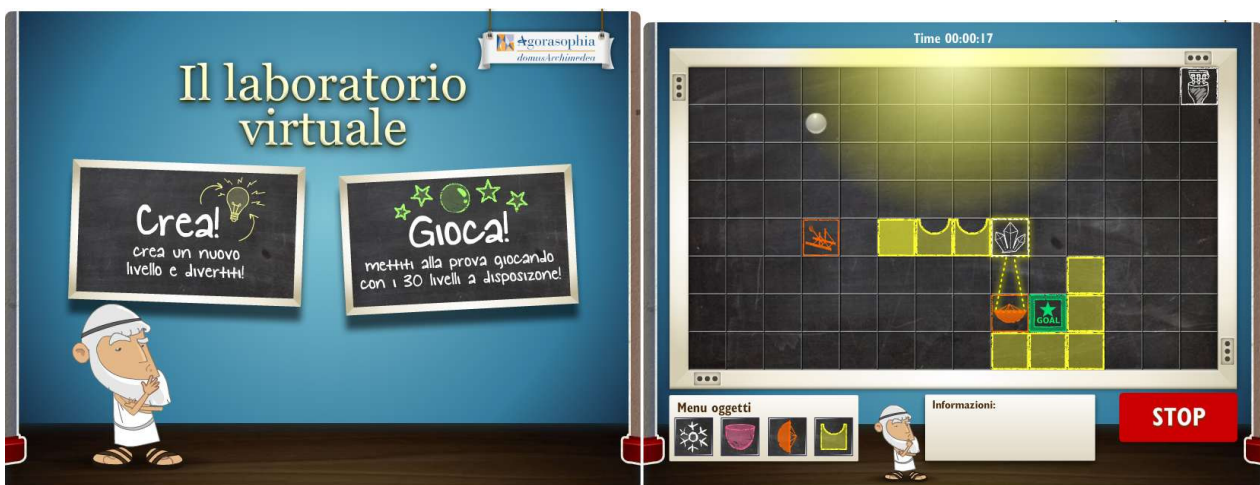 Agorasophia
domusArchimedea
Il laboratorio
virtuale
Crea!
crea un nuovo
livello e divertiti!
Gioca!
mettiti alla prova giocando
con i 30 livelli a disposizone!
Time 00:00:17
GOAL
Menu oggetti
Informazioni:
STOP